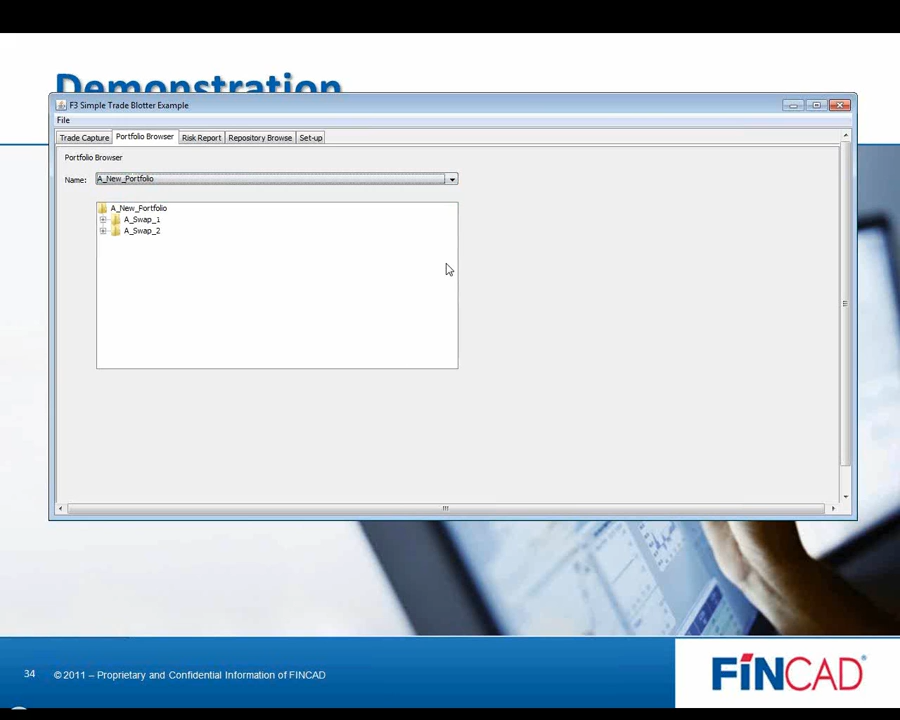 Demonstration
F3 Simple Trade Blotter Example
File
Trade Capture Portfolio Browser Risk Report Repository Browse Set-up
Portfolio Browser
Name: A_New_Portfolio
A_New_Portfolio
A_Swap_1
A_Swap_2
34 ©2011 – Proprietary and Confidential Information of FINCAD
FINCAD®